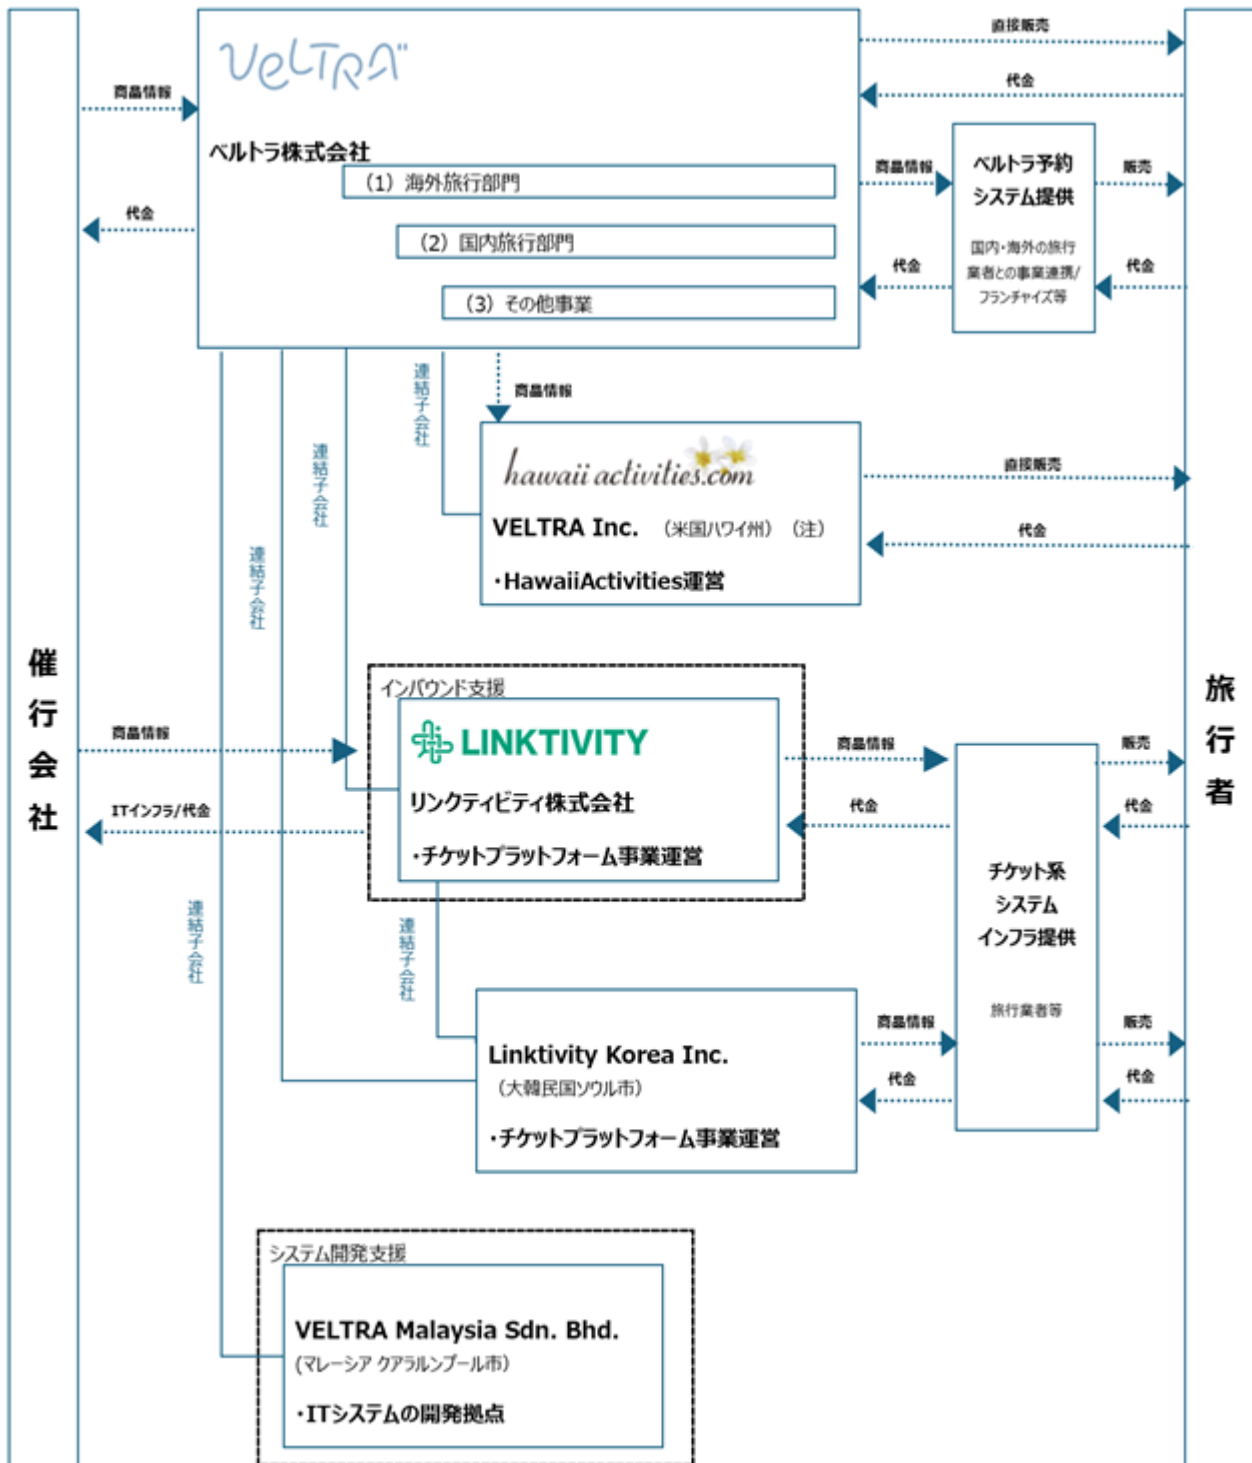 VELTRA
直接販売
代金
商品情報
ベルトラ株式会社
(1) 海外旅行部門
商品情報
ベルトラ予約
システム提供
販売
代金
(2) 国内旅行部門
国内・海外の旅行
業者との事業連携/
フランチャイズ等
代金
代金
(3) その他事業
連結子会社
商品情報
連結子会社
hawaii activities.com
直接販売
VELTRA Inc. (米国ハワイ州) (注)
代金
・HawaiiActivities運営
連結子会社
催行会社
旅行者
インバウンド支援
商品情報
LINKTIVITY
商品情報
販売
リンクティビティ株式会社
ITインフラ/代金
代金
代金
・チケットプラットフォーム事業運営
チケット系
システム
インフラ提供
旅行業者等
連結子会社
連結子会社
Linktivity Korea Inc.
(大韓民国ソウル市)
・チケットプラットフォーム事業運営
商品情報
販売
代金
代金
システム開発支援
VELTRA Malaysia Sdn. Bhd.
(マレーシア クアラルンプール市)
・ITシステムの開発拠点